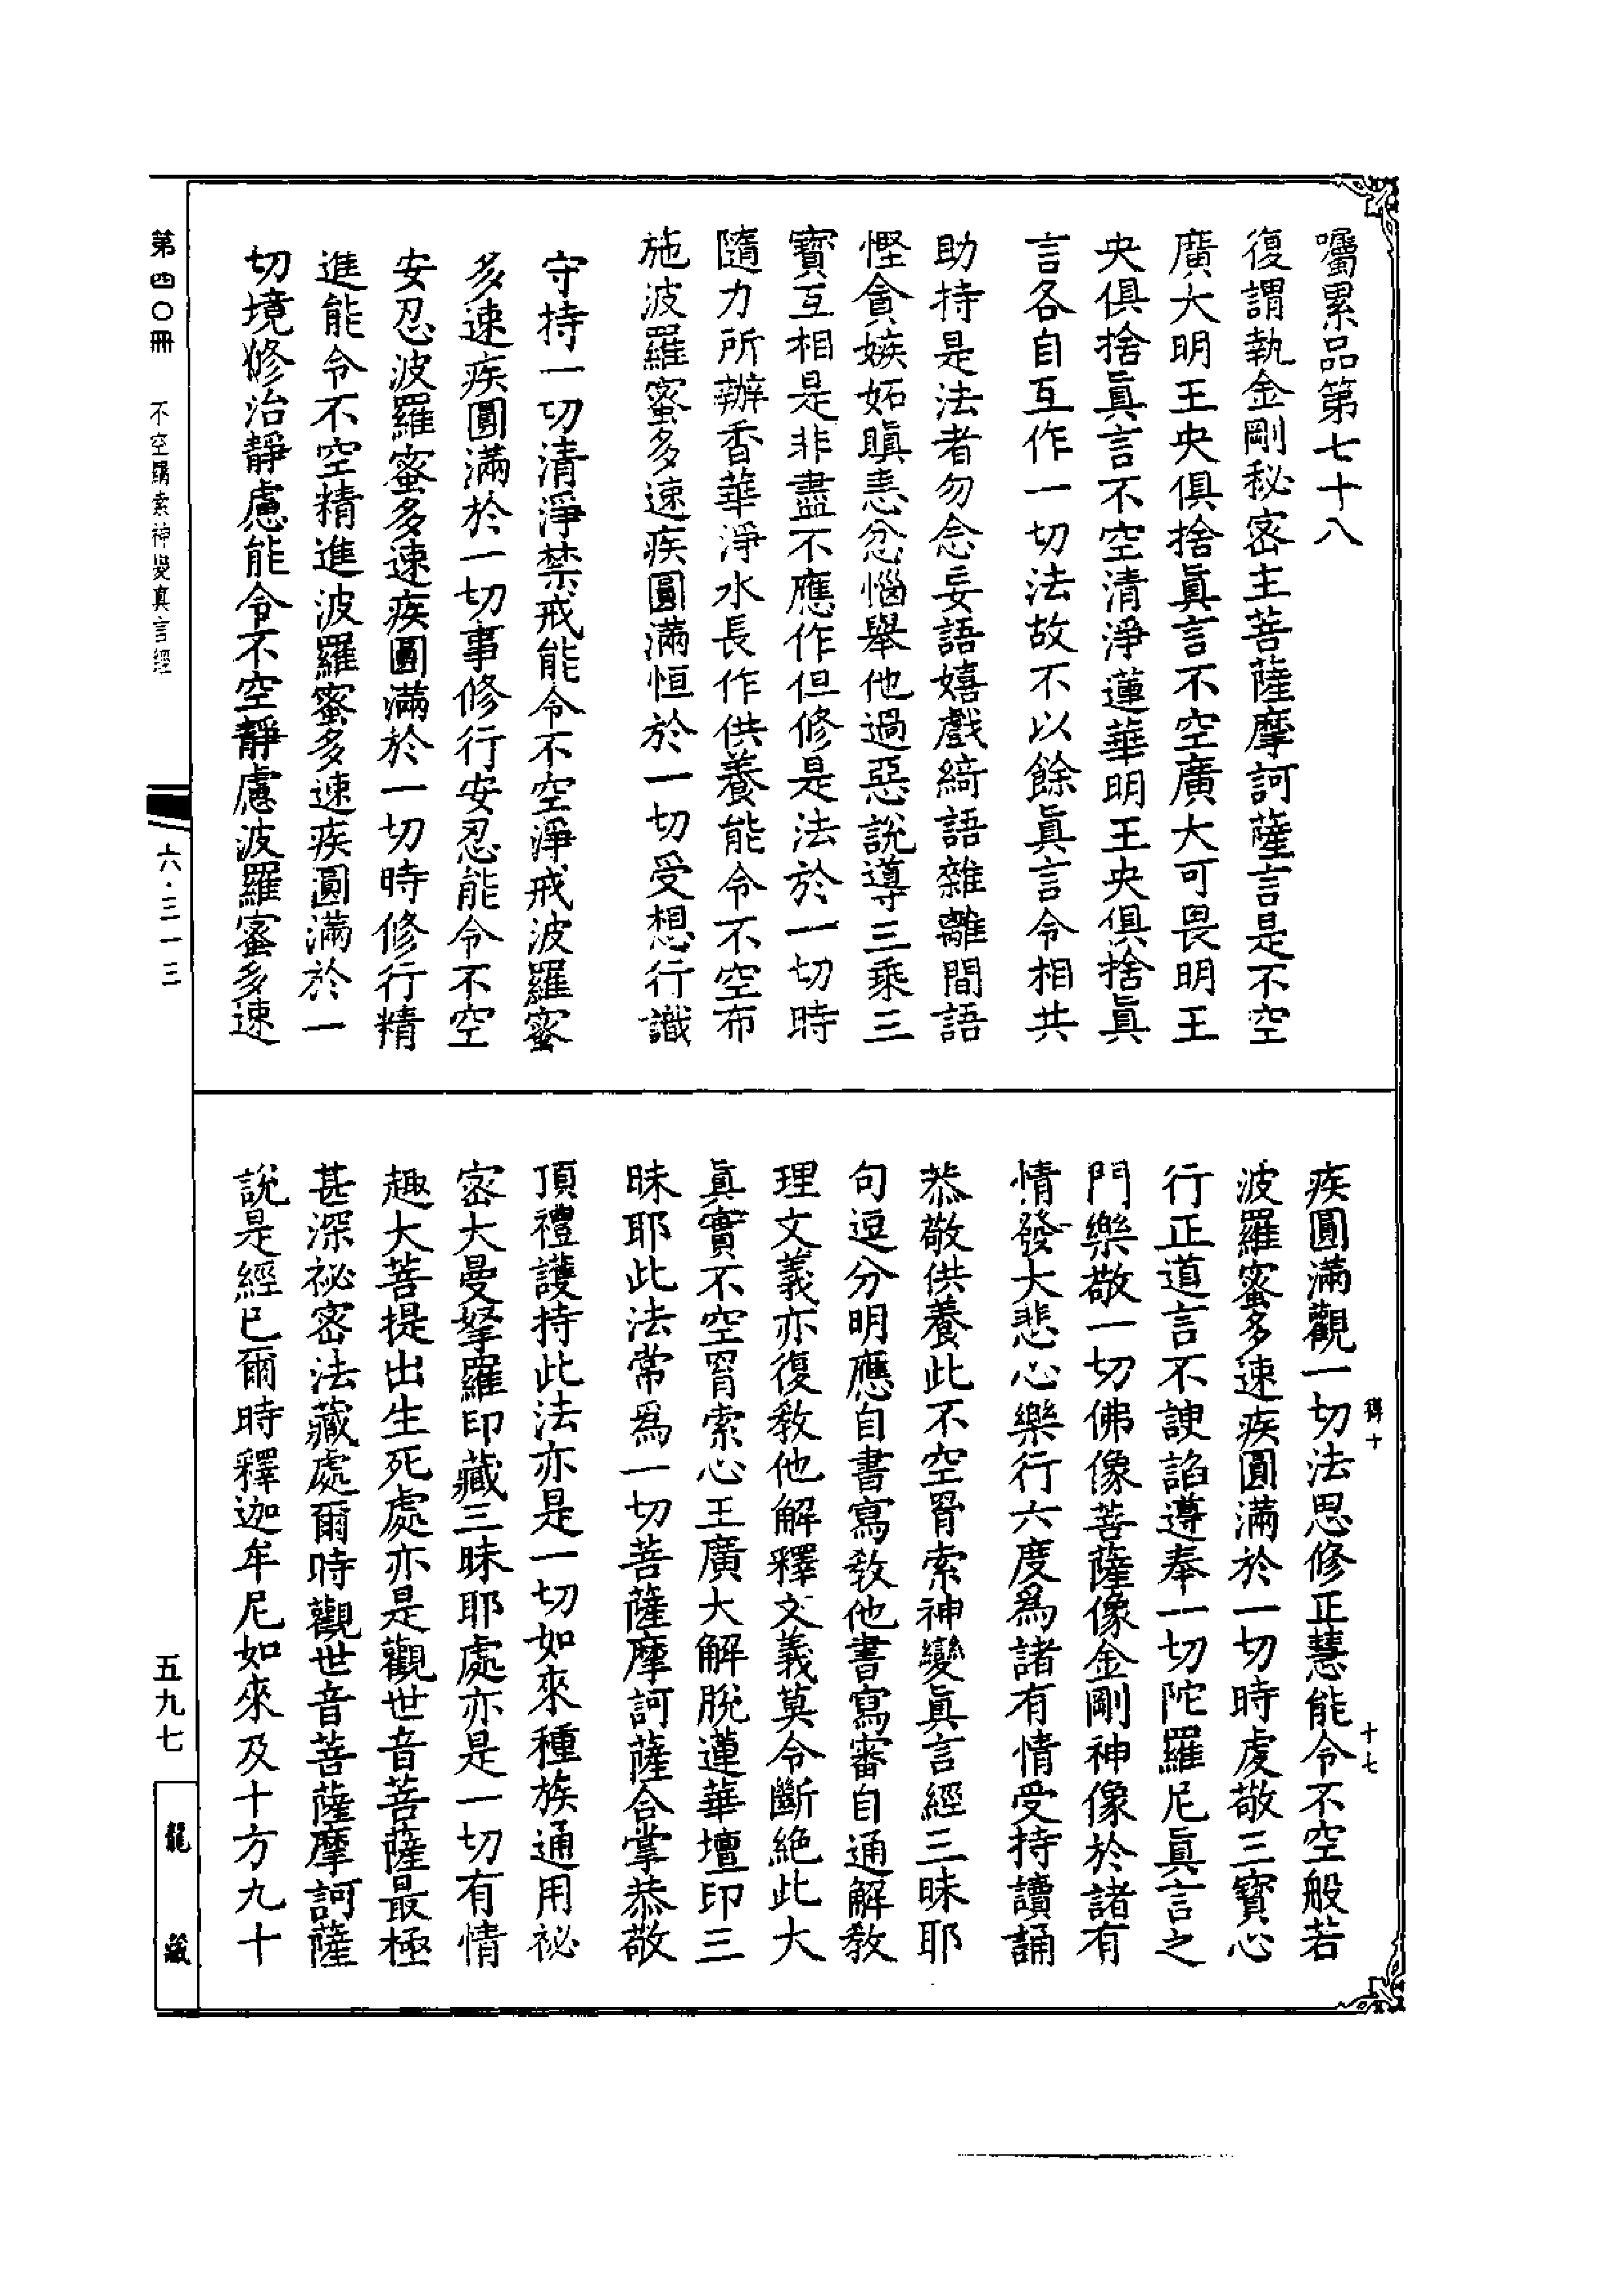 囑累品第七十八
復謂執金剛秘密主菩薩摩訶薩言是不空
廣大明王央俱捨眞言不空廣大可畏明王
央俱捨眞言不空清淨蓮華明王央俱捨眞
言各自互作一切法故不以餘眞言令相共
助持是法者勿念妄語嬉戲綺語雜離間語
慳貪嫉妬瞋恚忿惱舉他過惡說導三乘三
寶互相是非盡不應作但修是法於一切時
隨力所辦香華淨水長作供養能令不空布
施波羅蜜多速疾圓滿恒於一切受想行識
守持一切清淨禁戒能令不空淨戒波羅蜜
多速疾圓滿於一切事修行安忍能令不空
安忍波羅蜜多速疾圓滿於一切時修行精
進能令不空精進波羅蜜多速疾圓滿於一
切境修治靜慮能令不空靜慮波羅蜜多速
疾圓滿觀一切法思修正慧能令不空般若
波羅蜜多速疾圓滿於一切時虔敬三寶心
行正道言不諛諂遵奉一切陀羅尼眞言之
門樂敬一切佛像菩薩像金剛神像於諸有
情發大悲心樂行六度爲諸有情受持讀誦
恭敬供養此不空罥索神變眞言經三昧耶
句逗分明應自書寫教他書寫審自通解教
理文義亦復教他解釋文義莫令斷絶此大
眞實不空罥索心王廣大解脫蓮華壇印三
昧耶此法常爲一切菩薩摩訶薩合掌恭敬
頂禮護持此法亦是一切如來種族通用祕
密大曼拏羅印藏三昧耶處亦是一切有情
趣大菩提出生死處亦是觀世音菩薩最極
甚深祕密法藏處爾時觀世音菩薩摩訶薩
說是經已爾時釋迦牟尼如來及十方九十
得十
十七
第四〇冊
不空羂索神變真言經
六·三一三
五九七
龍藏